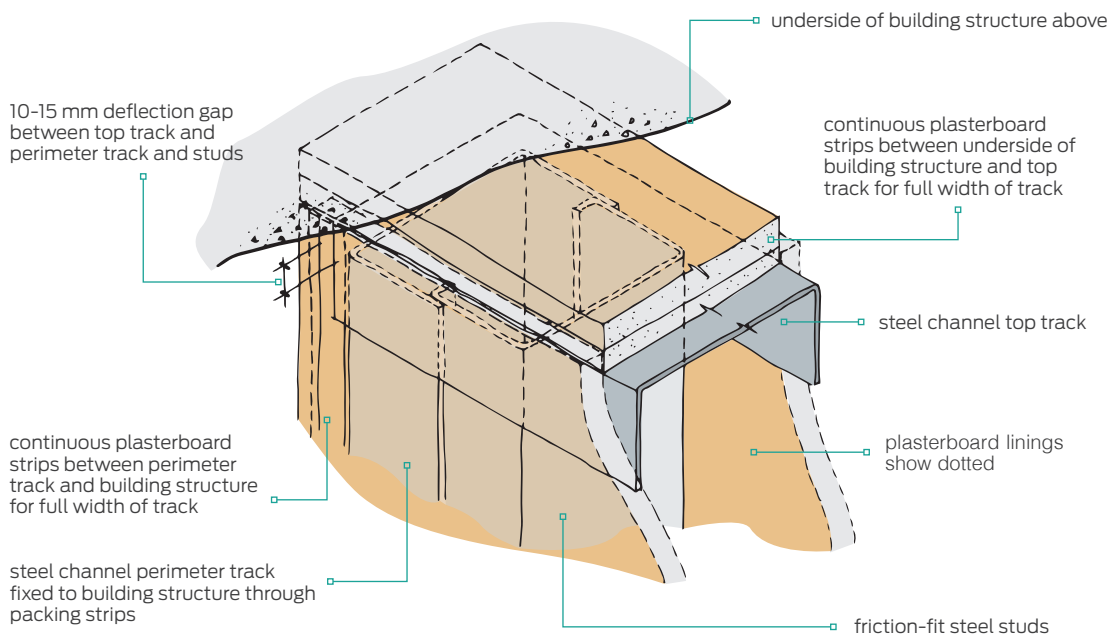 underside of building structure above
10-15 mm deflection gap
between top track and
perimeter track and studs
continuous plasterboard
strips between underside of
building structure and top
track for full width of track
steel channel top track
continuous plasterboard
strips between perimeter
track and building structure
for full width of track
plasterboard linings
show dotted
steel channel perimeter track
fixed to building structure through
packing strips
friction-fit steel studs